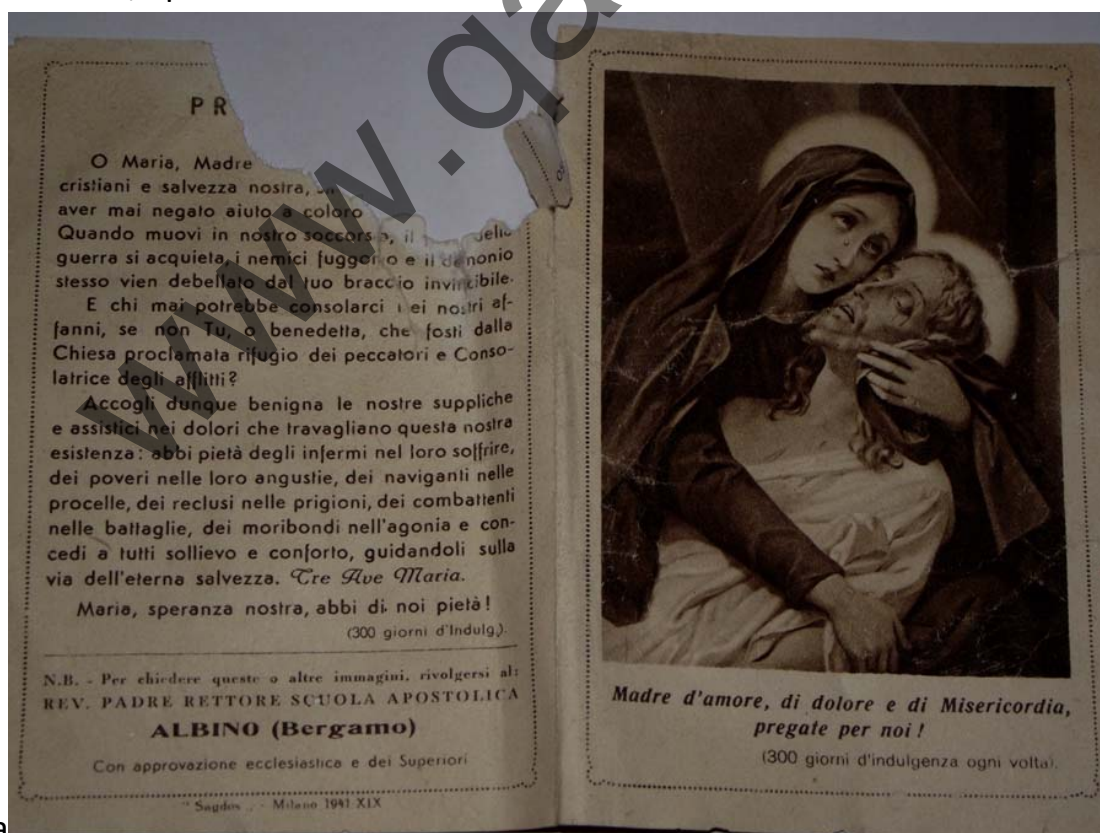 PR
O Maria, Madre
cristiani e salvezza nostra,
aver mai negato aiuto a coloro
Quando muovi in nostro soccorso, il
guerra si acquieta, i nemici fuggono e il demonio
stesso vien debellato dal tuo braccio invincibile.
E chi mai potrebbe consolarci nei nostri af-
fanni, se non Tu, o benedetta, che fosti dalla
Chiesa proclamata rifugio dei peccatori e Conso-
latrice degli afflitti?
Accogli dunque benigna le nostre suppliche
e assistici nei dolori che travagliano questa nostra
esistenza: abbi pietà degli infermi nel loro soffrire,
dei poveri nelle loro angustie, dei naviganti nelle
procelle, dei reclusi nelle prigioni, dei combattenti
nelle battaglie, dei moribondi nell'agonia e con-
cedi a tutti sollievo e conforto, guidandoli sulla
via dell'eterna salvezza. Tre Ave Maria.
Maria, speranza nostra, abbi di noi pietà!
(300 giorni d'Indulg.)
N.B. - Per chiedere queste o altre immagini, rivolgersi al:
REV. PADRE RETTORE SCUOLA APOSTOLICA
ALBINO (Bergamo)
Con approvazione ecclesiastica e dei Superiori
"Sagdos" - Milano 1941 XIX
Madre d'amore, di dolore e di Misericordia,
pregate per noi!
(300 giorni d'indulgenza ogni volta).
www.qa